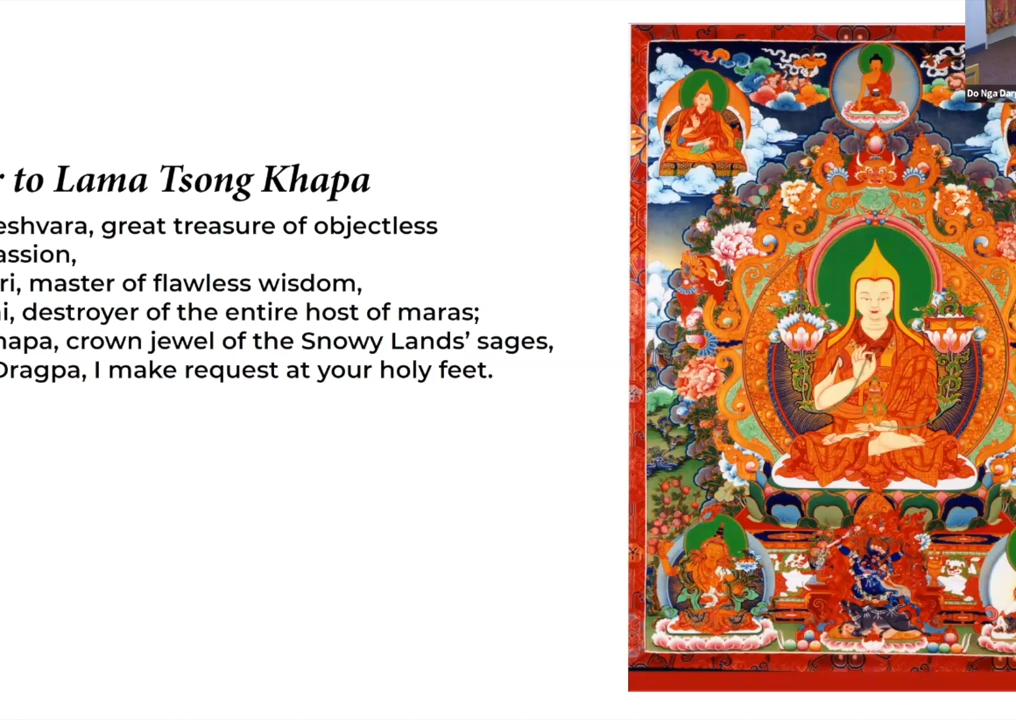 r to Lama Tsong Khapa
eshvara, great treasure of objectless
assion,
ri, master of flawless wisdom,
i, destroyer of the entire host of maras;
hapa, crown jewel of the Snowy Lands’ sages,
Dragpa, I make request at your holy feet.
Do Nga Dar